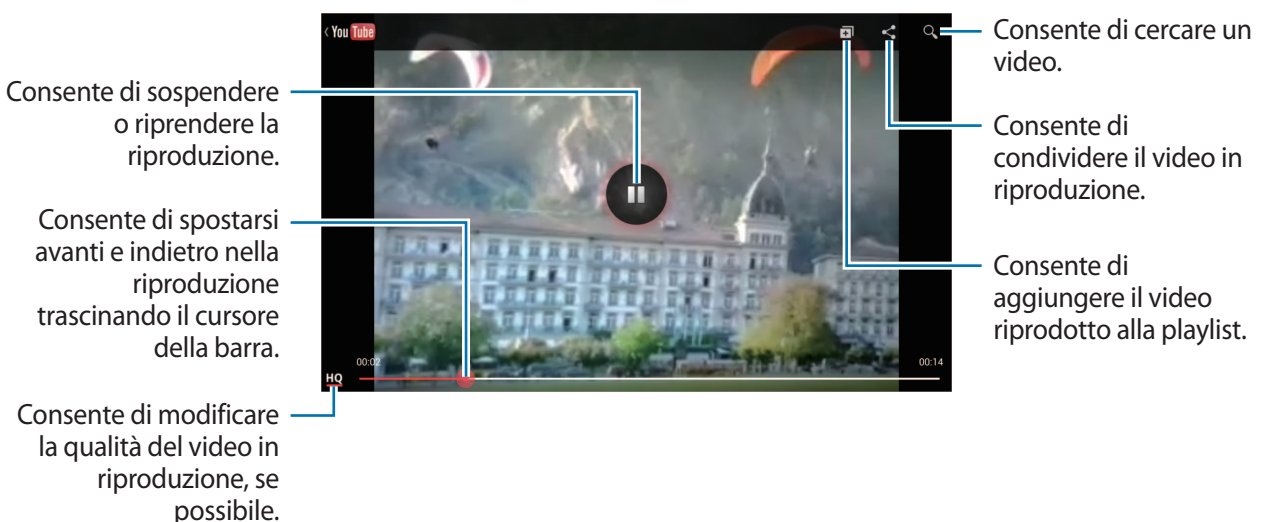 Consente di sospendere
o riprendere la
riproduzione.
Consente di spostarsi
avanti e indietro nella
riproduzione
trascinando il cursore
della barra.
Consente di modificare
la qualità del video in
riproduzione, se
possibile.
You Tube
00:02
00:14
HQ
Consente di cercare un
video.
Consente di
condividere il video in
riproduzione.
Consente di
aggiungere il video
riprodotto alla playlist.